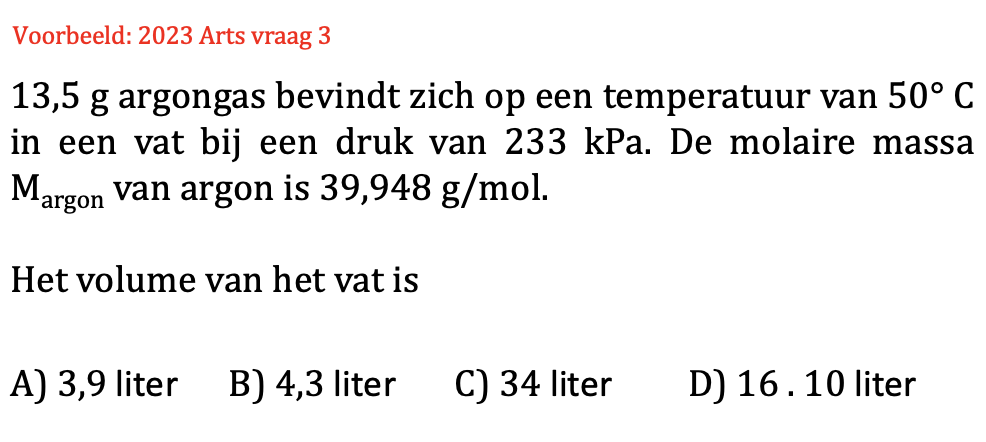 Voorbeeld: 2023 Arts vraag 3
13,5 g argongas bevindt zich op een temperatuur van 50° C
in een vat bij een druk van 233 kPa. De molaire massa
Margon van argon is 39,948 g/mol.
Het volume van het vat is
A) 3,9 liter B) 4,3 liter C) 34 liter D) 16 . 10 liter